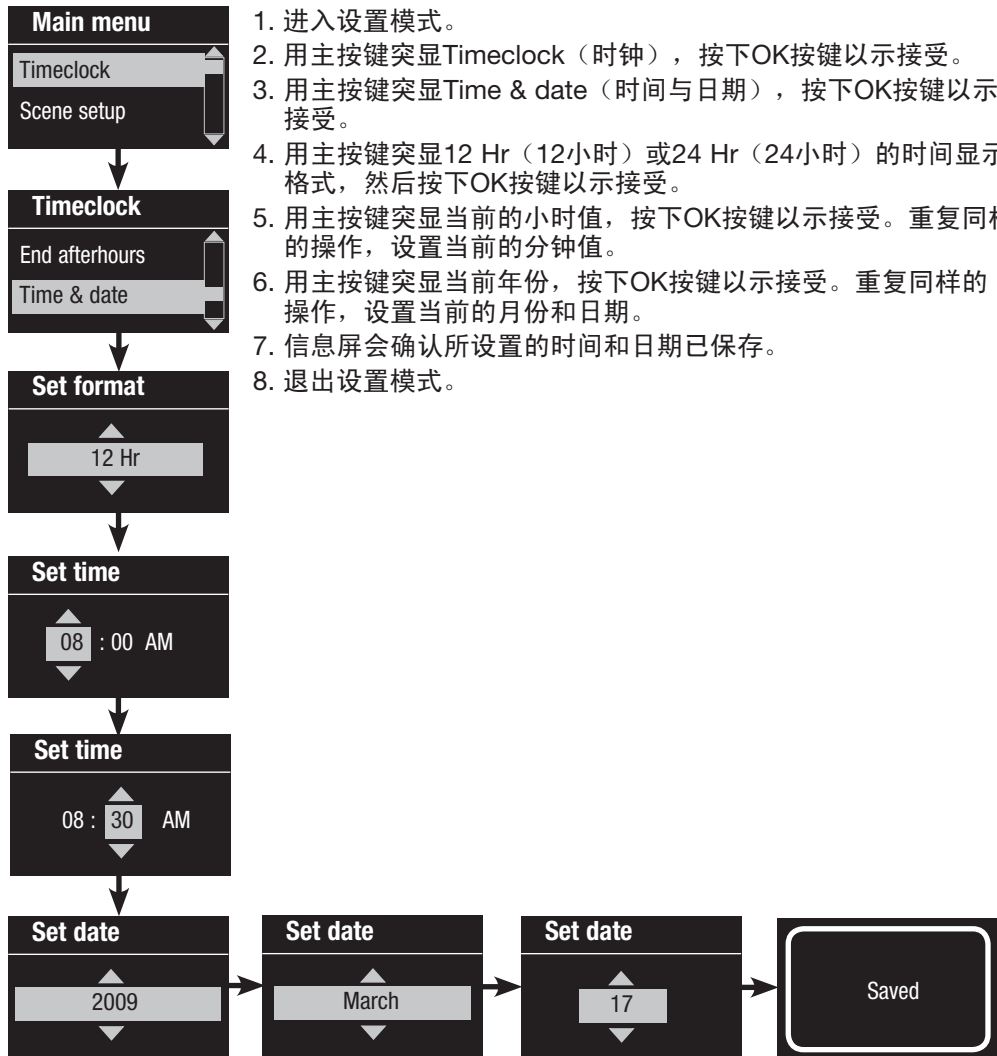 Main menu
Timeclock
Scene setup
Timeclock
End afterhours
Time & date
Set format
12 Hr
Set time
08 : 00 AM
Set time
08 : 30 AM
Set date
2009
Set date
March
Set date
17
Saved
1. 进入设置模式。
2. 用主按键突显Timeclock（时钟），按下OK按键以示接受。
3. 用主按键突显Time & date（时间与日期），按下OK按键以示
接受。
4. 用主按键突显12 Hr（12小时）或24 Hr（24小时）的时间显示
格式，然后按下OK按键以示接受。
5. 用主按键突显当前的小时值，按下OK按键以示接受。重复同样
的操作，设置当前的分钟值。
6. 用主按键突显当前年份，按下OK按键以示接受。重复同样的
操作，设置当前的月份和日期。
7. 信息屏会确认所设置的时间和日期已保存。
8. 退出设置模式。